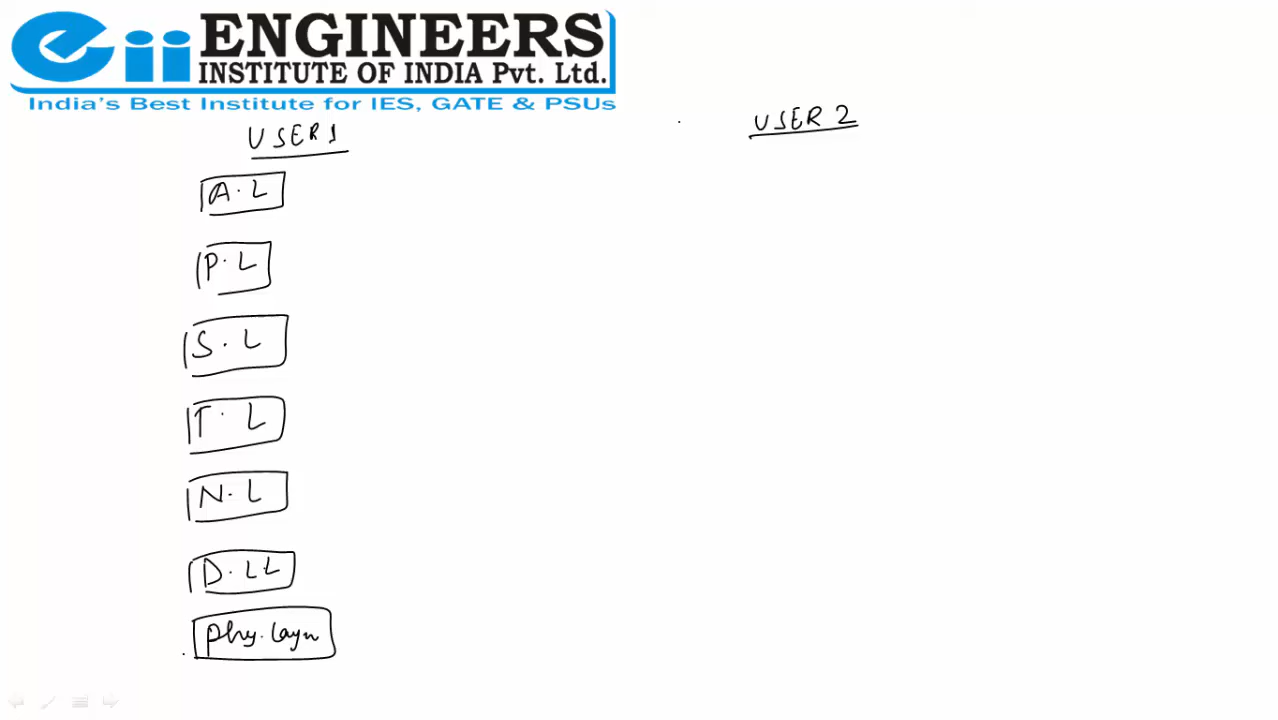 eii ENGINEERS
INSTITUTE OF INDIA Pvt. Ltd.
India's Best Institute for IES, GATE & PSUs
USER 1
USER 2
A.L
P.L
S.L
T.L
N.L
D.LL
Phy.layer